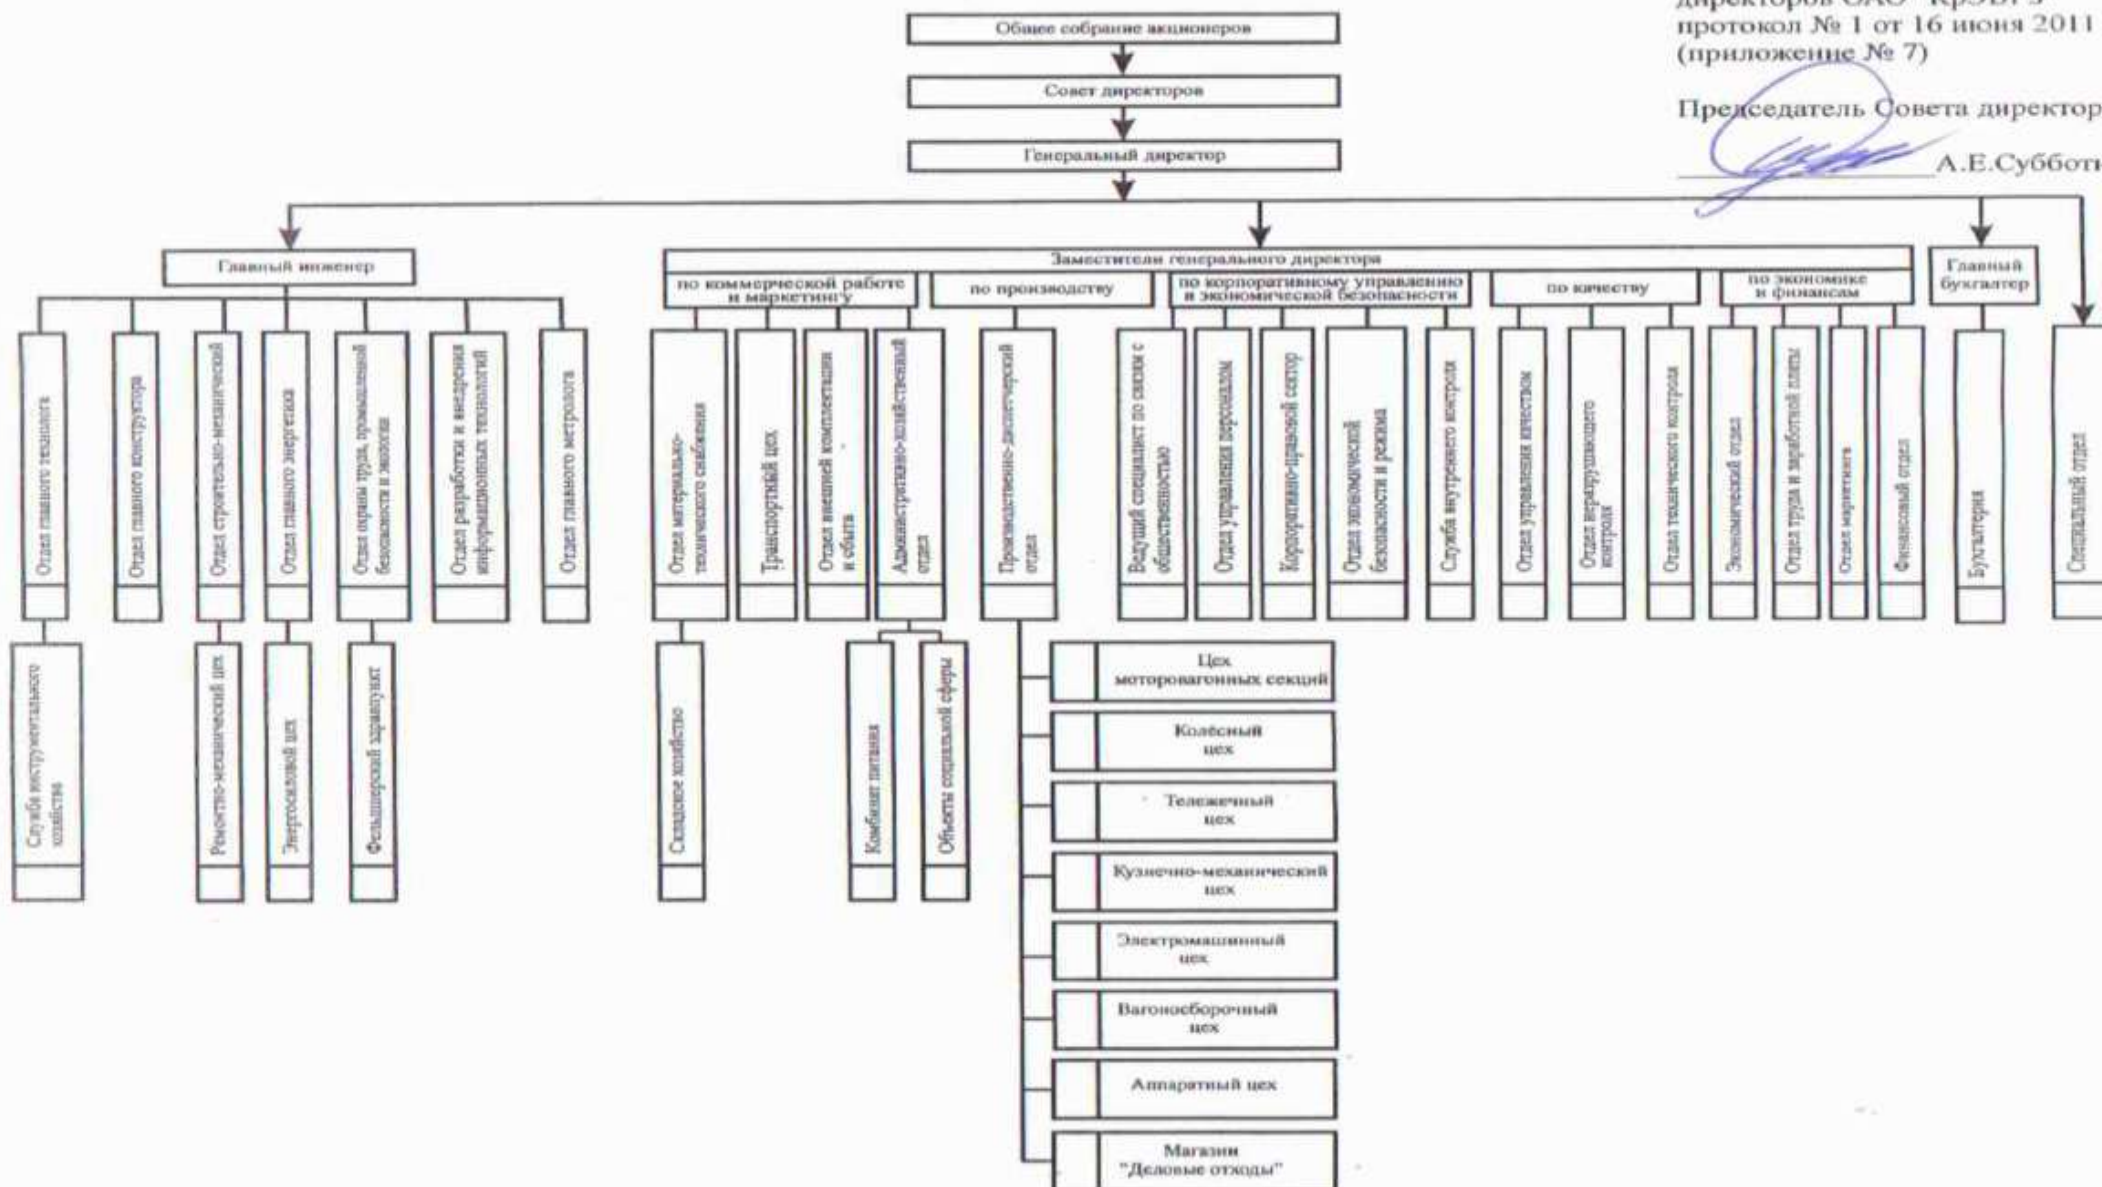 протокол № 1 от 16 июня 2011
(приложение № 7)
Председатель Совета
А.Е.
Общее собрание акционеров
Совет директоров
Генеральный директор
Главный инженер
Заместители генерального директора
по коммерческой работе
и маркетингу
по производству
по корпоративному управлению
и экономической безопасности
по качеству
по экономике
и финансам
Главный
бухгалтер
Отдел главного технолога
Отдел главного конструктора
Отдел строительно-механический
Отдел главного энергетика
Отдел охраны труда, промышленной
безопасности и экологии
Отдел разработки и внедрения
информационных технологий
Отдел главного метролога
Отдел материально-
технического снабжения
Транспортный цех
Отдел внешней комплектации
и сбыта
Административно-хозяйственный
отдел
Производственно-диспетчерский
отдел
Ведущий специалист по связям с
общественностью
Отдел управления персоналом
Корпоративно-правовой сектор
Отдел экономической
безопасности и режима
Служба внутреннего контроля
Отдел управления качеством
Отдел неразрушающего
контроля
Отдел технического контроля
Экономический отдел
Отдел труда и заработной платы
Отдел маркетинга
Финансовый отдел
Бухгалтерия
Специальный отдел
Служба инструментального
хозяйства
Ремонтно-механический цех
Энергосиловой цех
Фельдшерский здравпункт
Складское хозяйство
Комбинат питания
Объекты социальной сферы
Цех
моторовагонных секций
Колёсный
цех
Тележечный
цех
Кузнечно-механический
цех
Электромашинный
цех
Вагоносборочный
цех
Аппаратный цех
Магазин
"Деловые отходы"